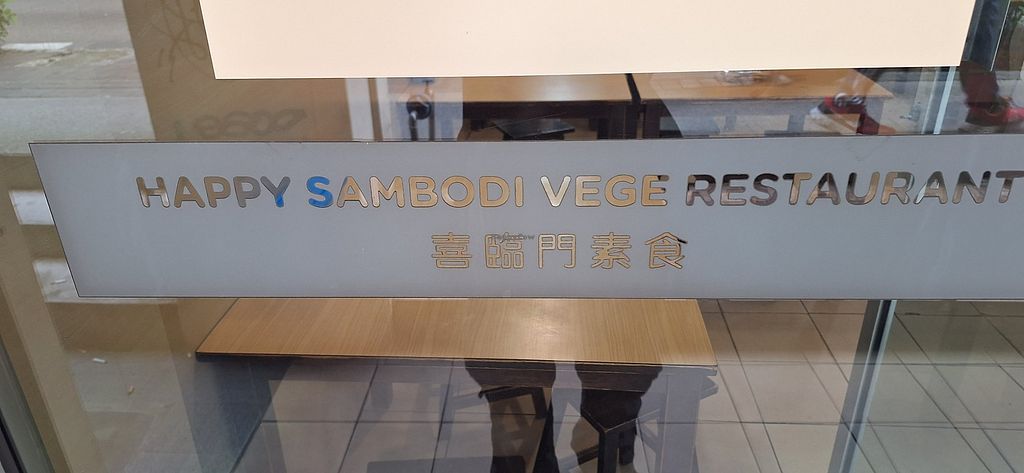 HAPPY SAMBODI VEGE RESTAURANT
喜臨門素食